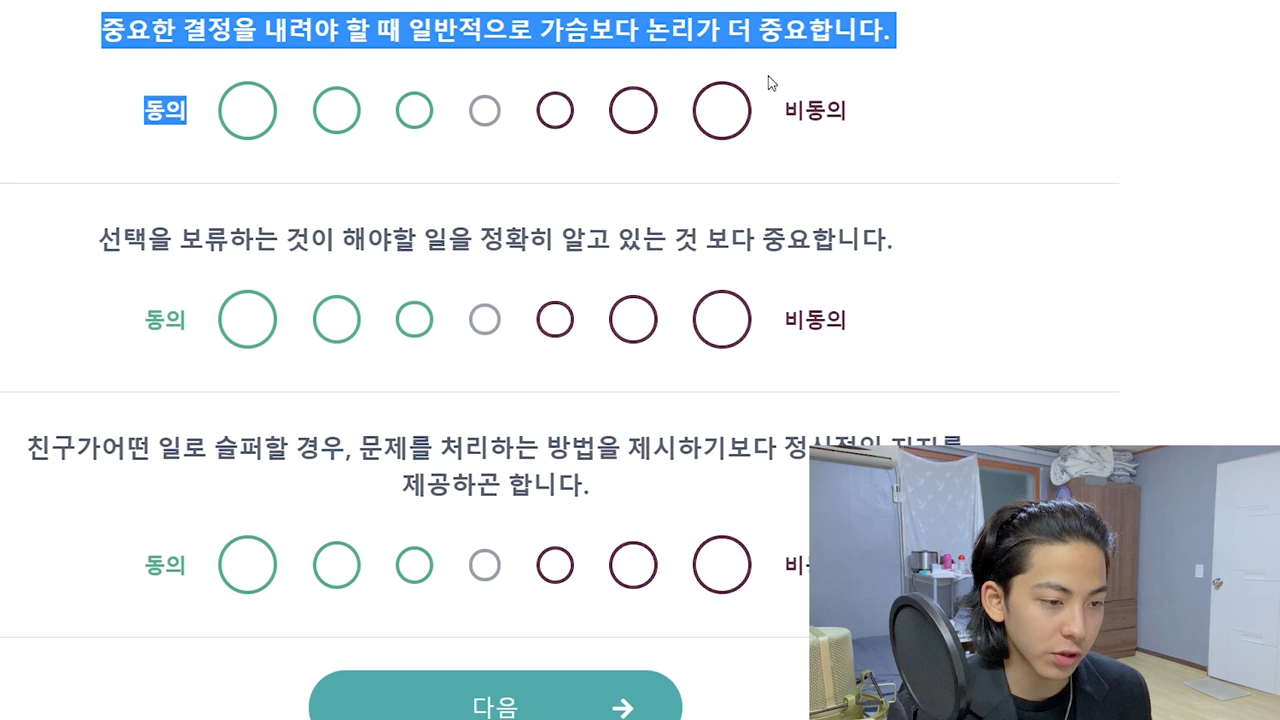 중요한 결정을 내려야 할 때 일반적으로 가슴보다 논리가 더 중요합니다.
동의 비동의
선택을 보류하는 것이 해야할 일을 정확히 알고 있는 것 보다 중요합니다.
동의 비동의
친구가어떤 일로 슬퍼할 경우, 문제를 처리하는 방법을 제시하기보다
제공하곤 합니다.
동의
다음